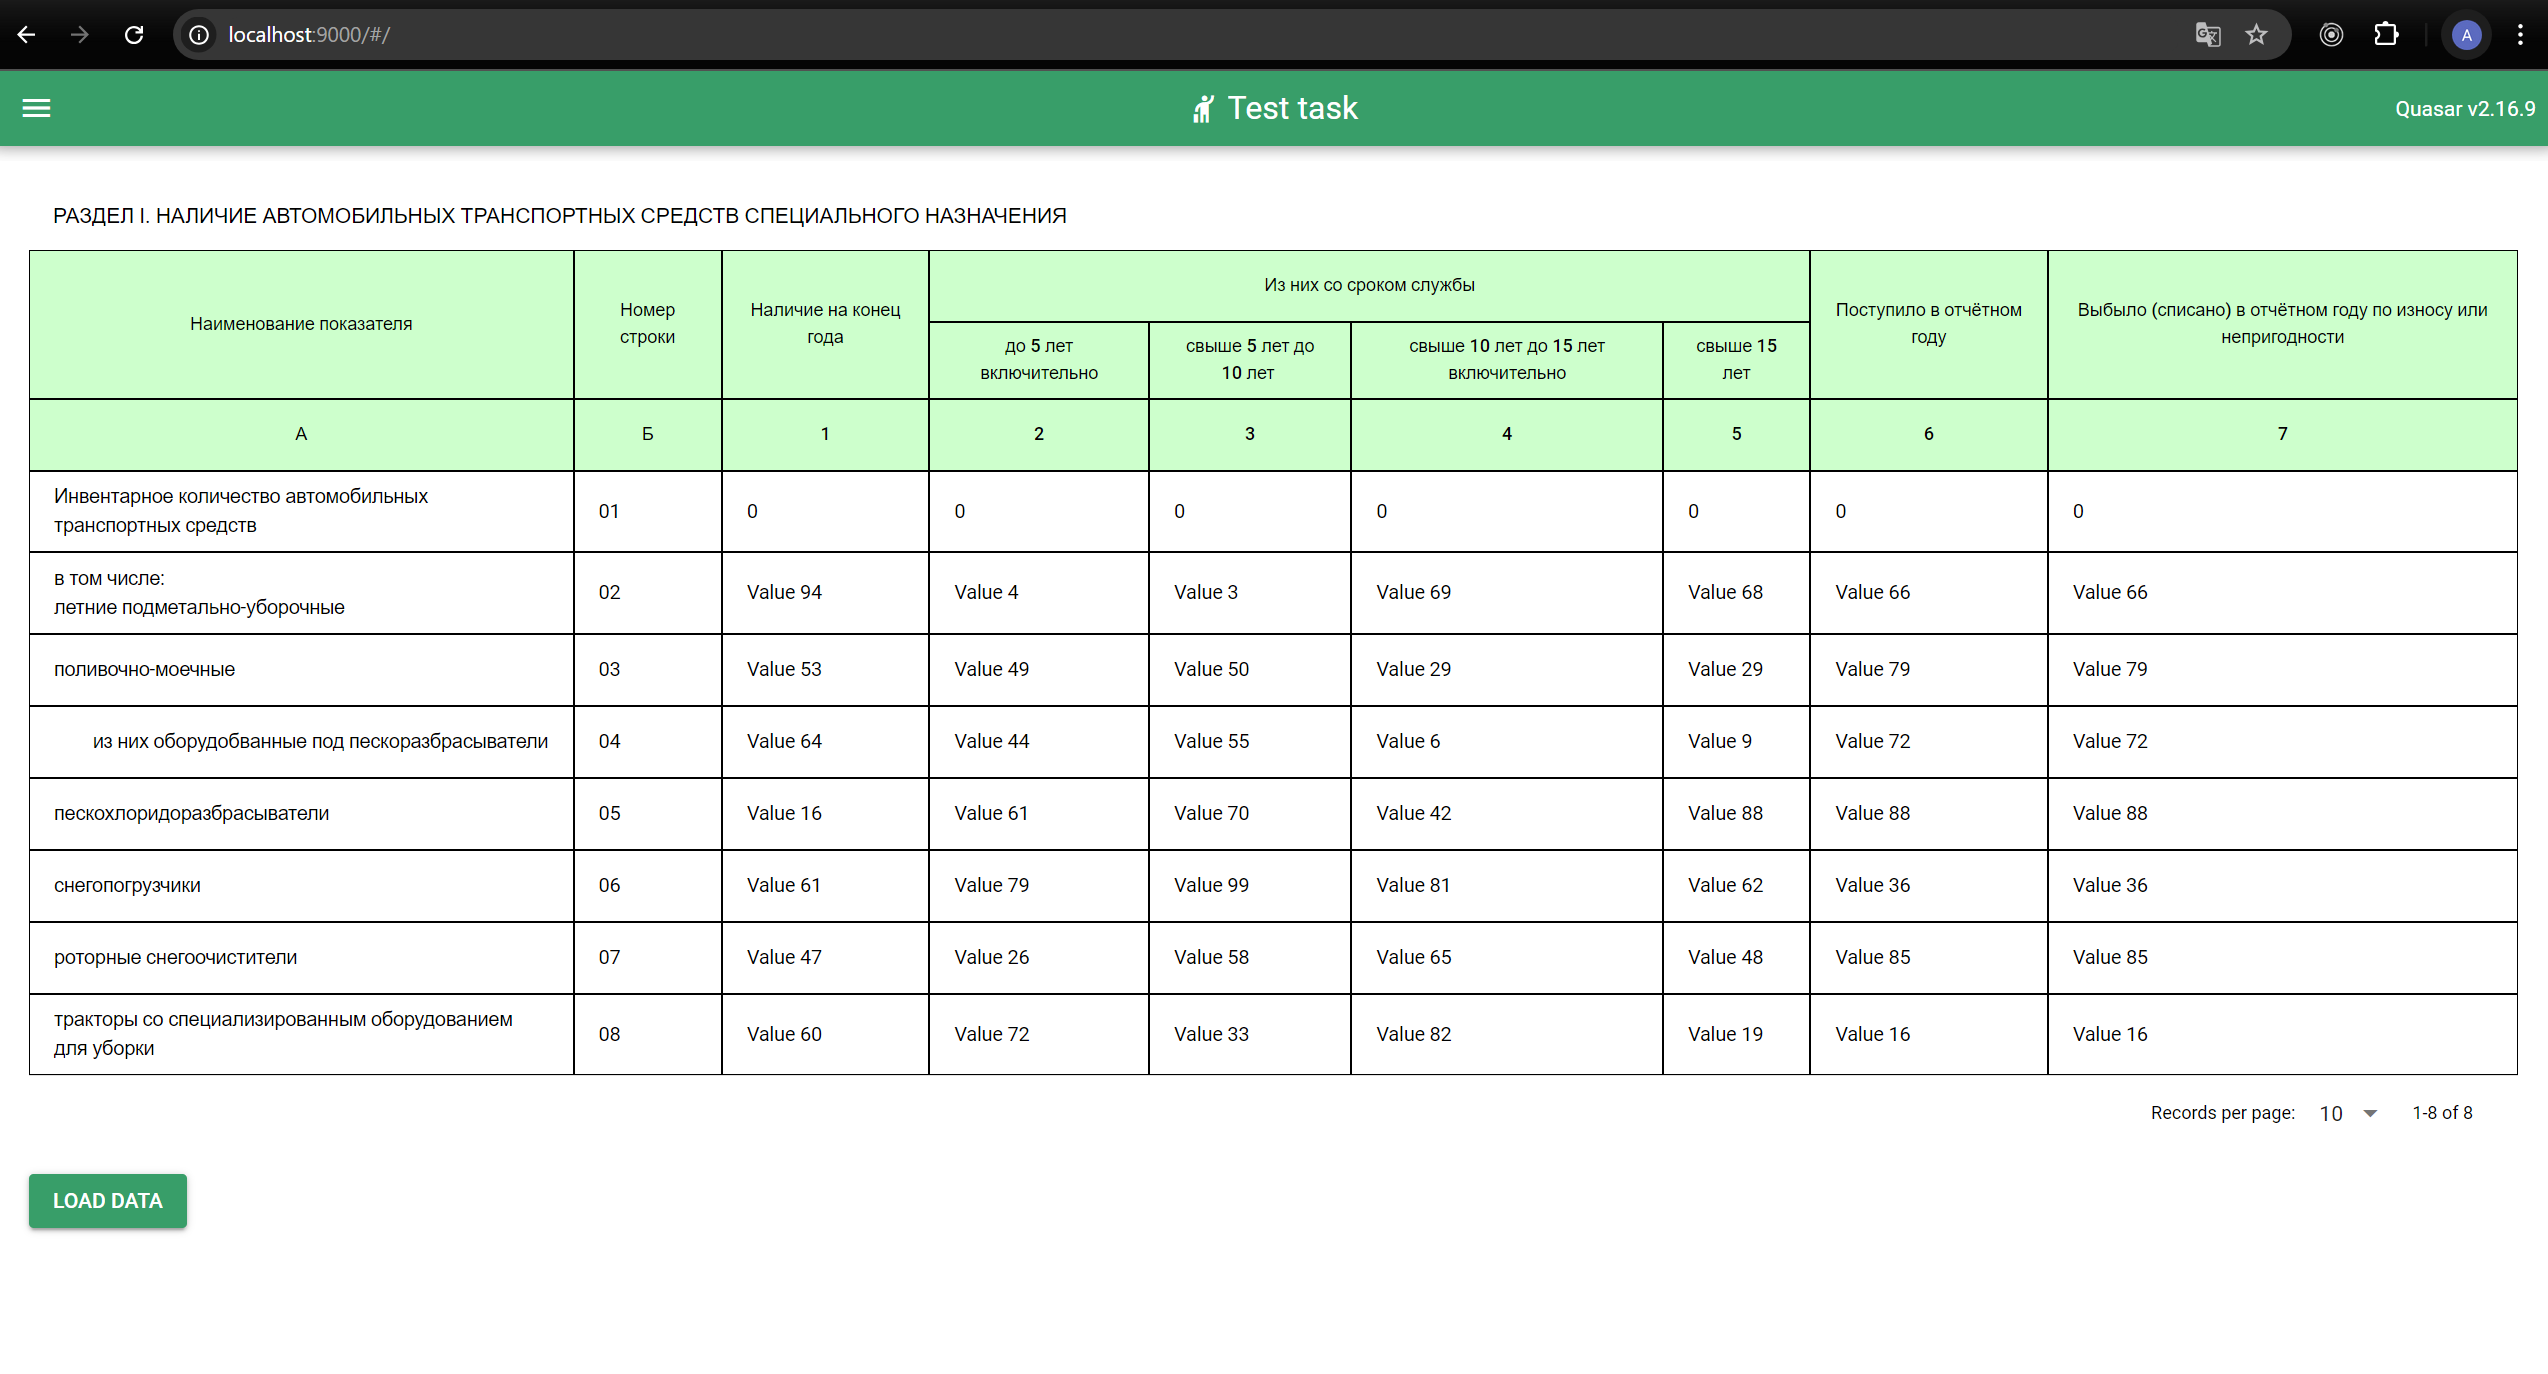 localhost:9000/#/
A
Test task
Quasar v2.16.9
РАЗДЕЛ I. НАЛИЧИЕ АВТОМОБИЛЬНЫХ ТРАНСПОРТНЫХ СРЕДСТВ СПЕЦИАЛЬНОГО НАЗНАЧЕНИЯ
Наименование показателя
Номер
строки
Наличие на конец
года
Из них со сроком службы
до 5 лет
включительно
свыше 5 лет до
10 лет
свыше 10 лет до 15 лет
включительно
свыше 15
лет
Поступило в отчётном
году
Выбыло (списано) в отчётном году по износу или
непригодности
А Б 1 2 3 4 5 6 7
Инвентарное количество автомобильных
транспортных средств
01 0 0 0 0 0 0 0
в том числе:
летние подметально-уборочные
02 Value 94 Value 4 Value 3 Value 69 Value 68 Value 66 Value 66
поливочно-моечные 03 Value 53 Value 49 Value 50 Value 29 Value 29 Value 79 Value 79
из них оборудобванные под пескоразбрасыватели 04 Value 64 Value 44 Value 55 Value 6 Value 9 Value 72 Value 72
пескохлоридоразбрасыватели 05 Value 16 Value 61 Value 70 Value 42 Value 88 Value 88 Value 88
снегопогрузчики 06 Value 61 Value 79 Value 99 Value 81 Value 62 Value 36 Value 36
роторные снегоочистители 07 Value 47 Value 26 Value 58 Value 65 Value 48 Value 85 Value 85
тракторы со специализированным оборудованием
для уборки
08 Value 60 Value 72 Value 33 Value 82 Value 19 Value 16 Value 16
Records per page: 10 1-8 of 8
LOAD DATA